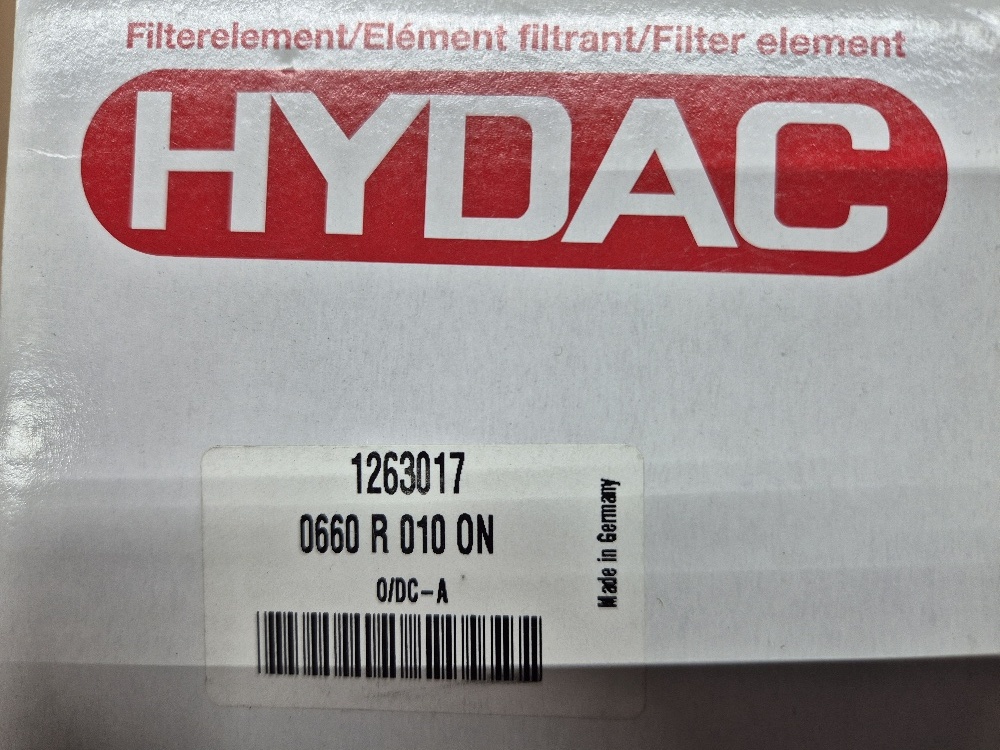 Filterelement/Elément filtrant/Filter element
HYDAC
1263017
0660 R 010 ON
O/DC-A
Made in Germany